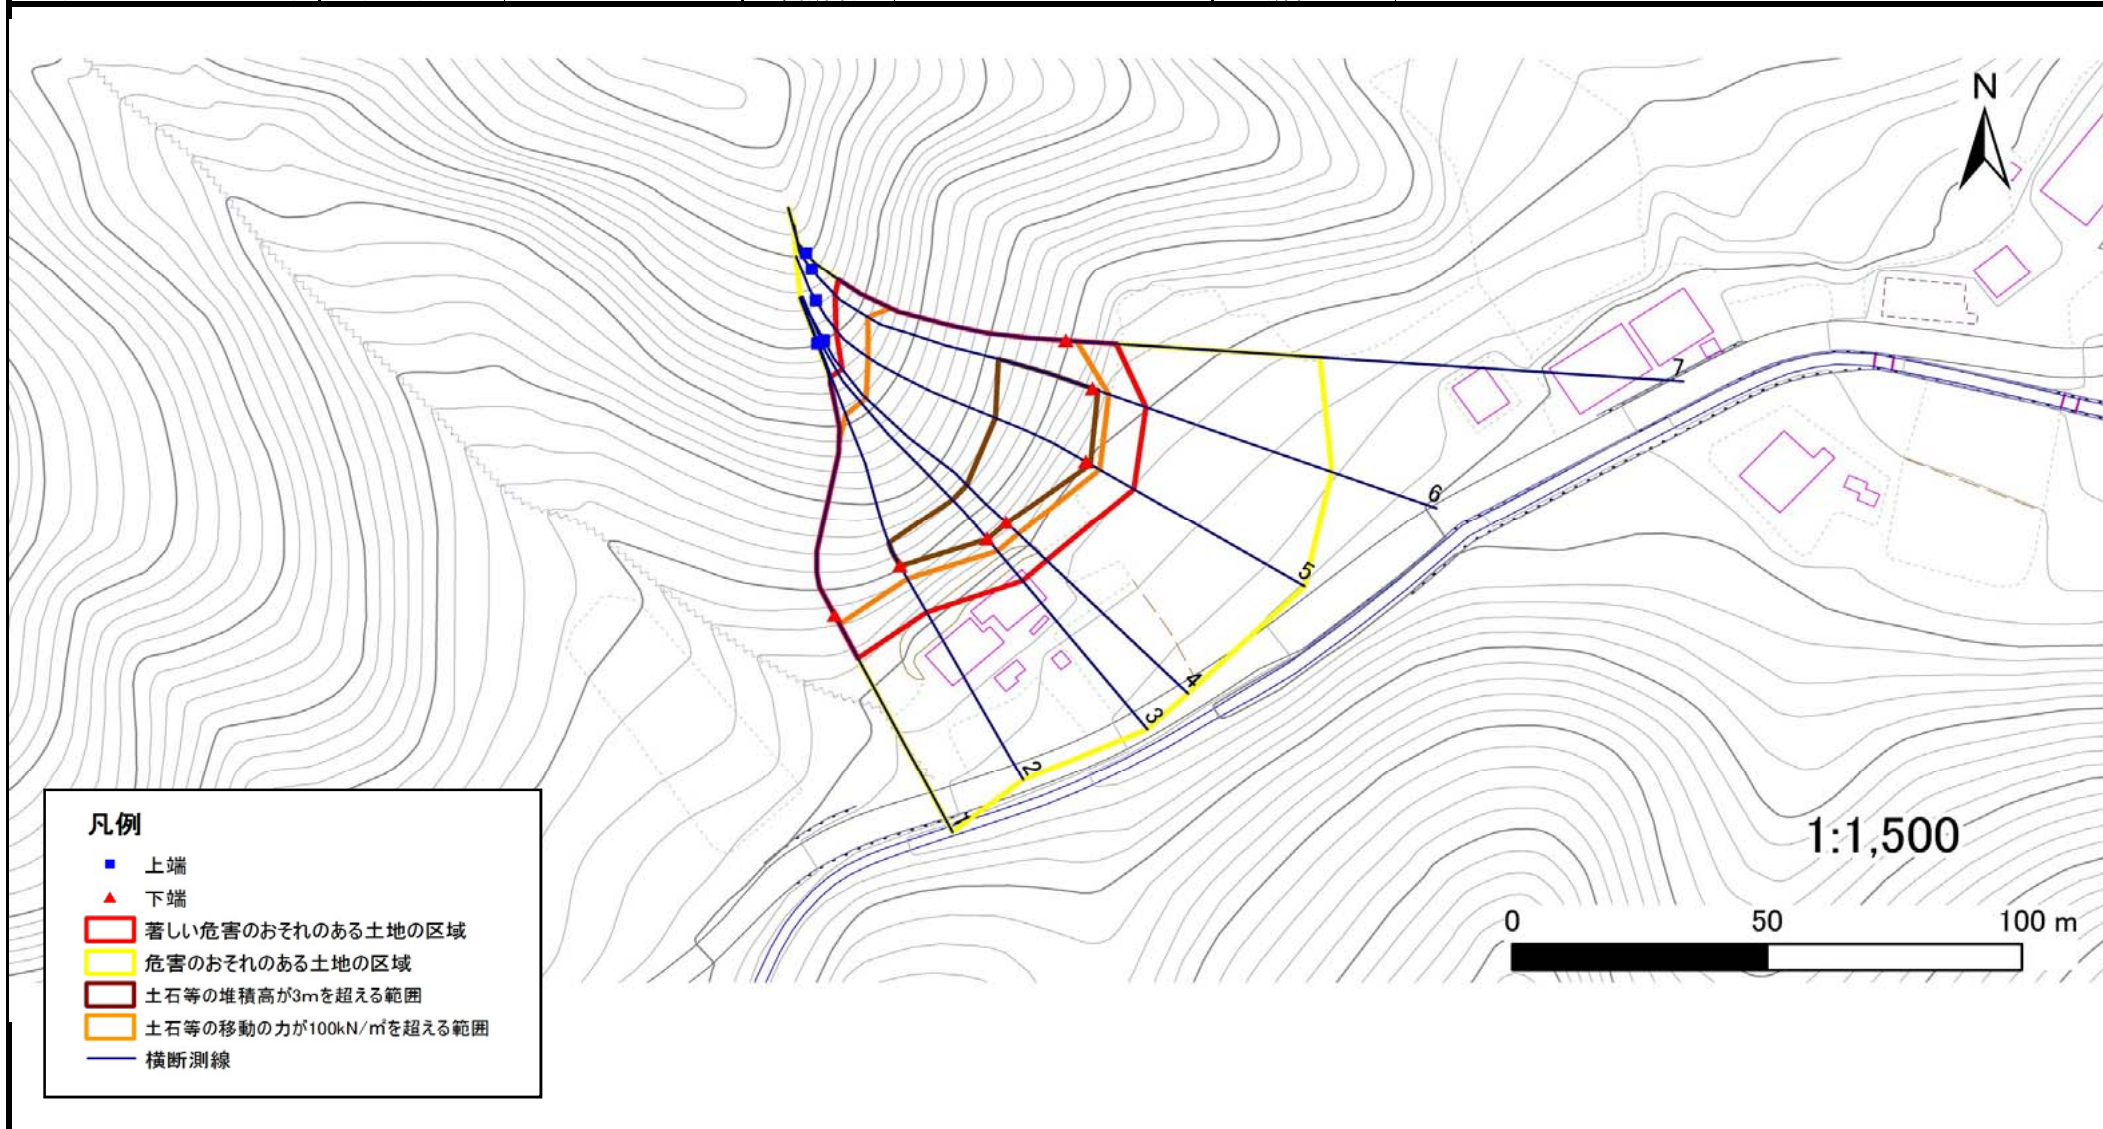 N
7
6
5
4
3
2
1
凡例
上端
下端
著しい危害のおそれのある土地の区域
危害のおそれのある土地の区域
土石等の堆積高が3mを超える範囲
土石等の移動の力が100kN/㎡を超える範囲
横断測線
1:1,500
0 50 100 m